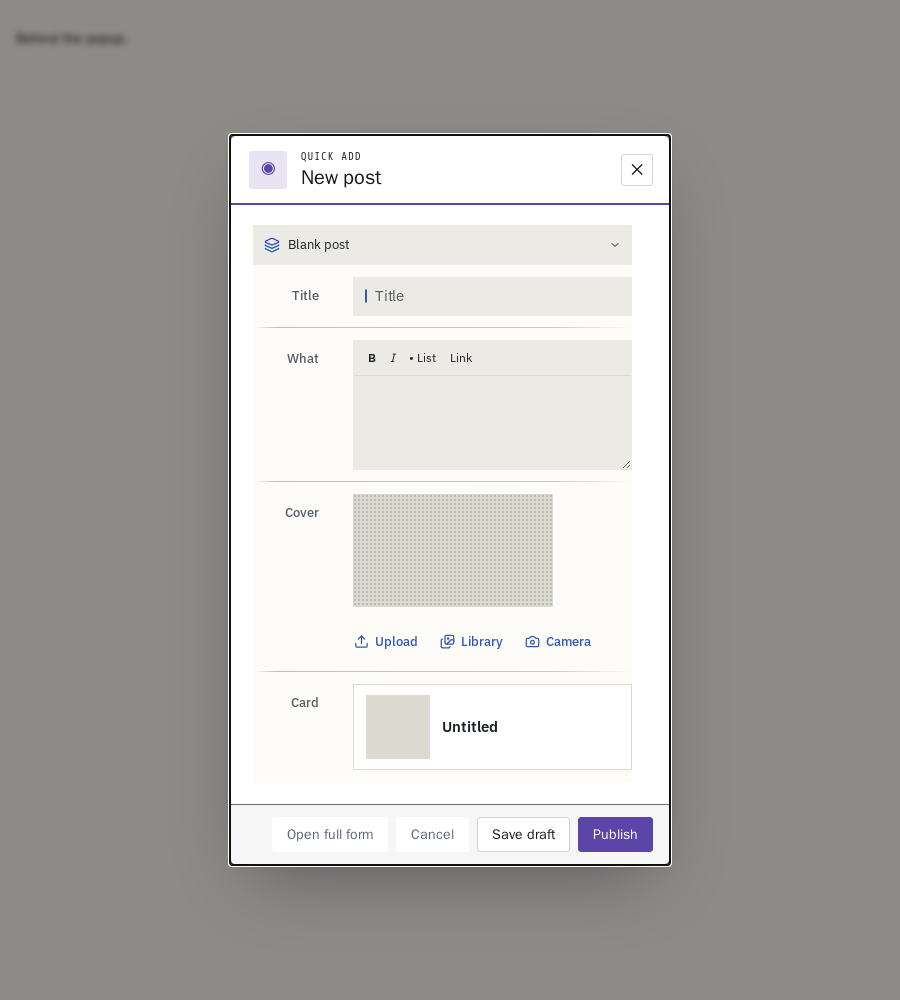 Behind the popup.
QUICK ADD
New post
Blank post
Title
Title
What
B I • List Link
Cover
Upload Library Camera
Card
Untitled
Open full form Cancel Save draft Publish